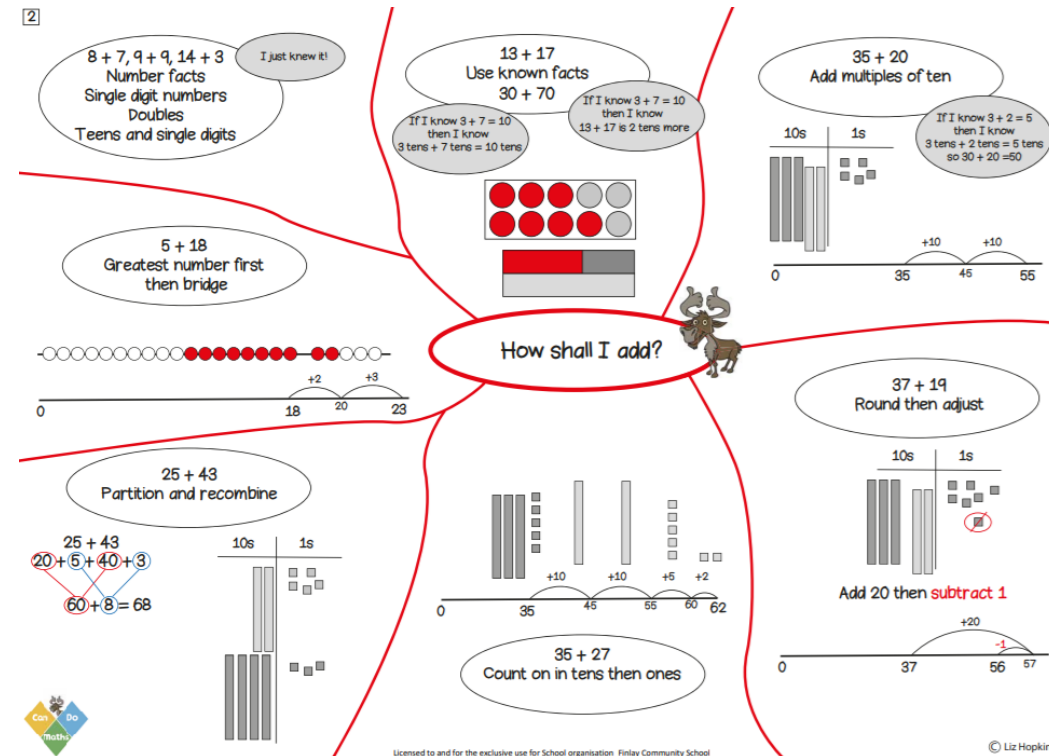 2
8 + 7, 9 + 9, 14 + 3
Number facts
Single digit numbers
Doubles
Teens and single digits
I just knew it!
13 + 17
Use known facts
30 + 70
If I know 3 + 7 = 10
then I know
3 tens + 7 tens = 10 tens
If I know 3 + 7 = 10
then I know
13 + 17 is 2 tens more
35 + 20
Add multiples of ten
If I know 3 + 2 = 5
then I know
3 tens + 2 tens = 5 tens
so 30 + 20 =50
10s 1s
+10 +10
0 35 45 55
5 + 18
Greatest number first
then bridge
+2 +3
0 18 20 23
How shall I add?
37 + 19
Round then adjust
10s 1s
Add 20 then subtract 1
+20
-1
0 37 56 57
25 + 43
Partition and recombine
25 + 43
20 + 5 + 40 + 3
60 + 8 = 68
10s 1s
+10 +10 +5 +2
0 35 45 55 60 62
35 + 27
Count on in tens then ones
Can Do
Maths
Licensed to and for the exclusive use for School organisation Finlay Community School
© Liz Hopkin